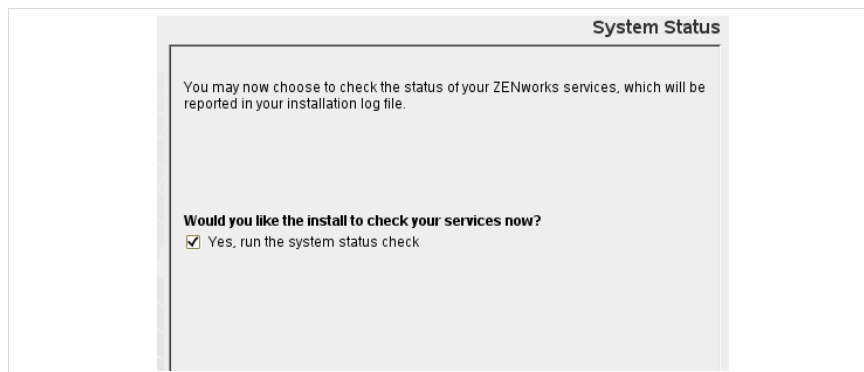 System Status
You may now choose to check the status of your ZENworks services, which will be
reported in your installation log file.
Would you like the install to check your services now?
Yes, run the system status check